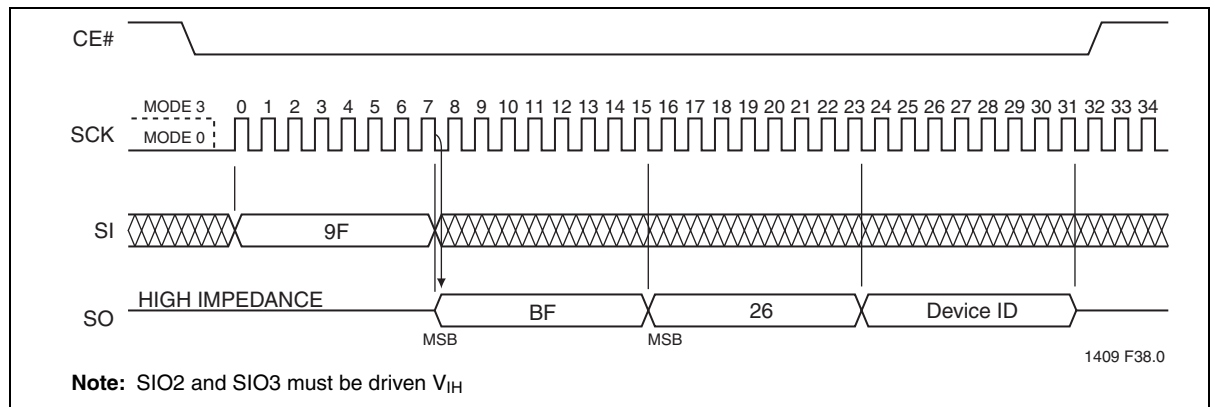 CE#
MODE 3
0 1 2 3 4 5 6 7 8 9 10 11 12 13 14 15 16 17 18 19 20 21 22 23 24 25 26 27 28 29 30 31 32 33 34
SCK
MODE 0
SI
9F
HIGH IMPEDANCE
SO
BF
26
Device ID
MSB
MSB
1409 F38.0
Note: SIO2 and SIO3 must be driven VIH